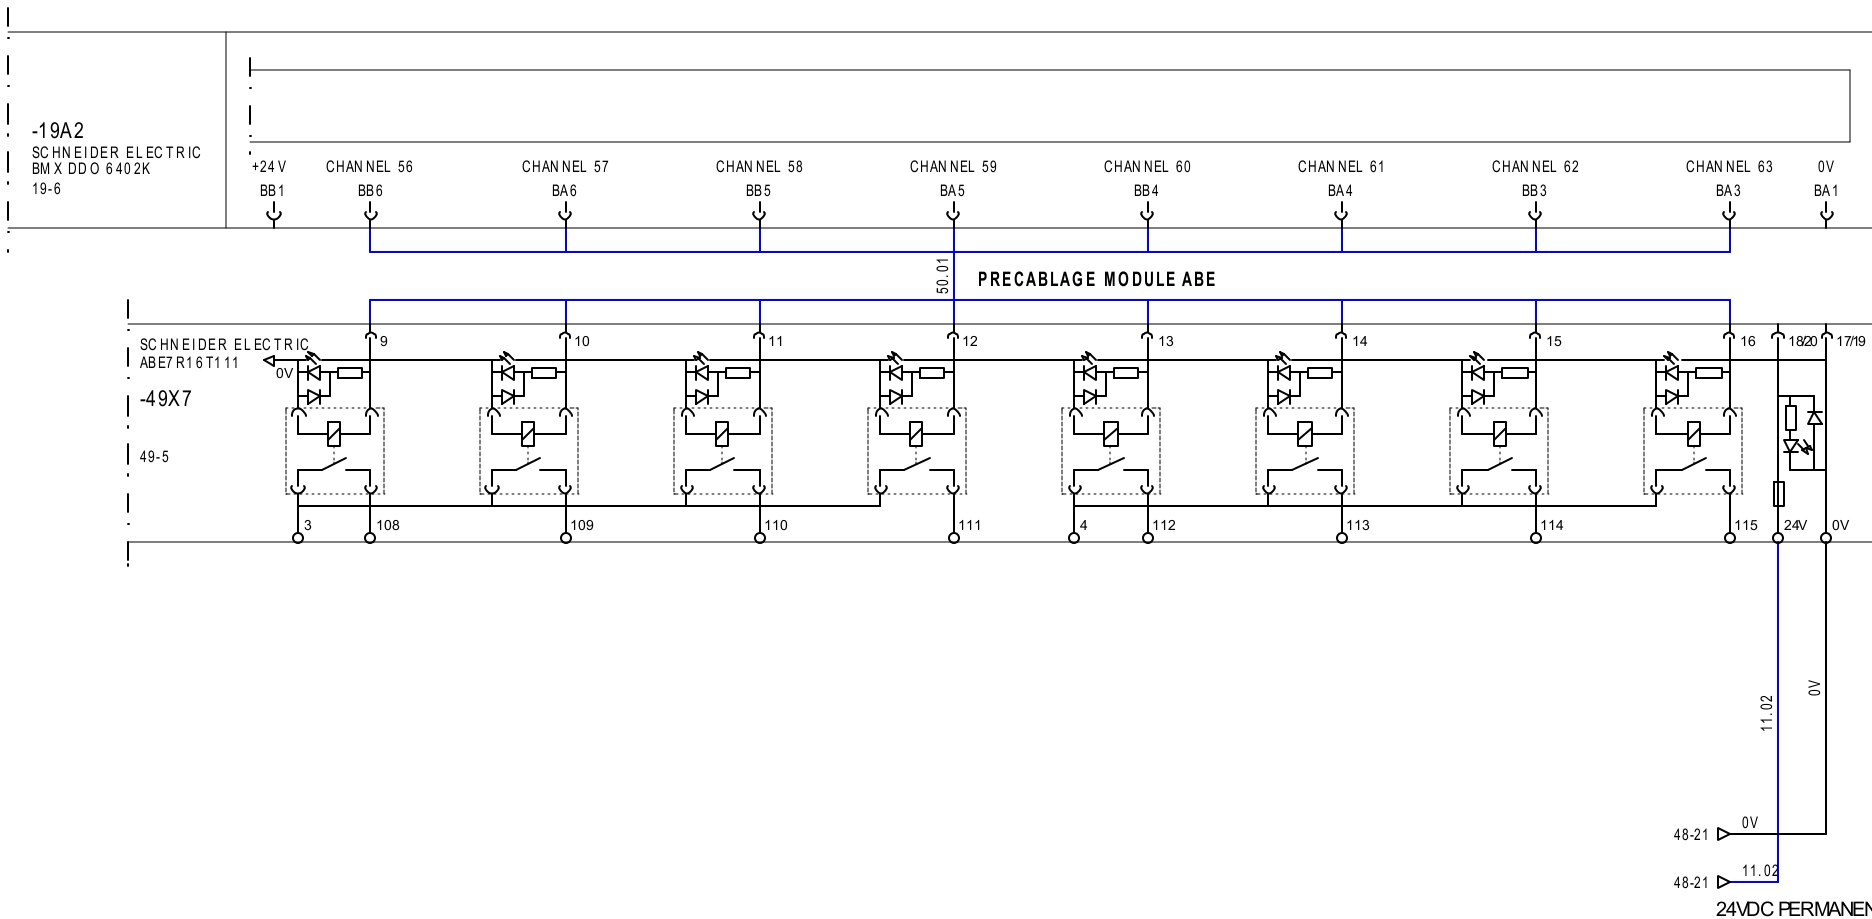 -19A2
SCHNEIDER ELECTRIC
BMX DDO 6402K
19-6
+24V CHANNEL 56 CHANNEL 57 CHANNEL 58 CHANNEL 59 CHANNEL 60 CHANNEL 61 CHANNEL 62 CHANNEL 63 0V
BB1 BB6 BA6 BB5 BA5 BB4 BA4 BB3 BA3 BA1
50.01
PRECABLAGE MODULE ABE
SCHNEIDER ELECTRIC
ABE7R16T111
-49X7
49-5
9 10 11 12 13 14 15 16 18/20 17/19
0V
3 108 109 110 111 4 112 113 114 115 24V 0V
11.02
0V
48-21 0V
48-21 11.02
24VDC PERMANEN